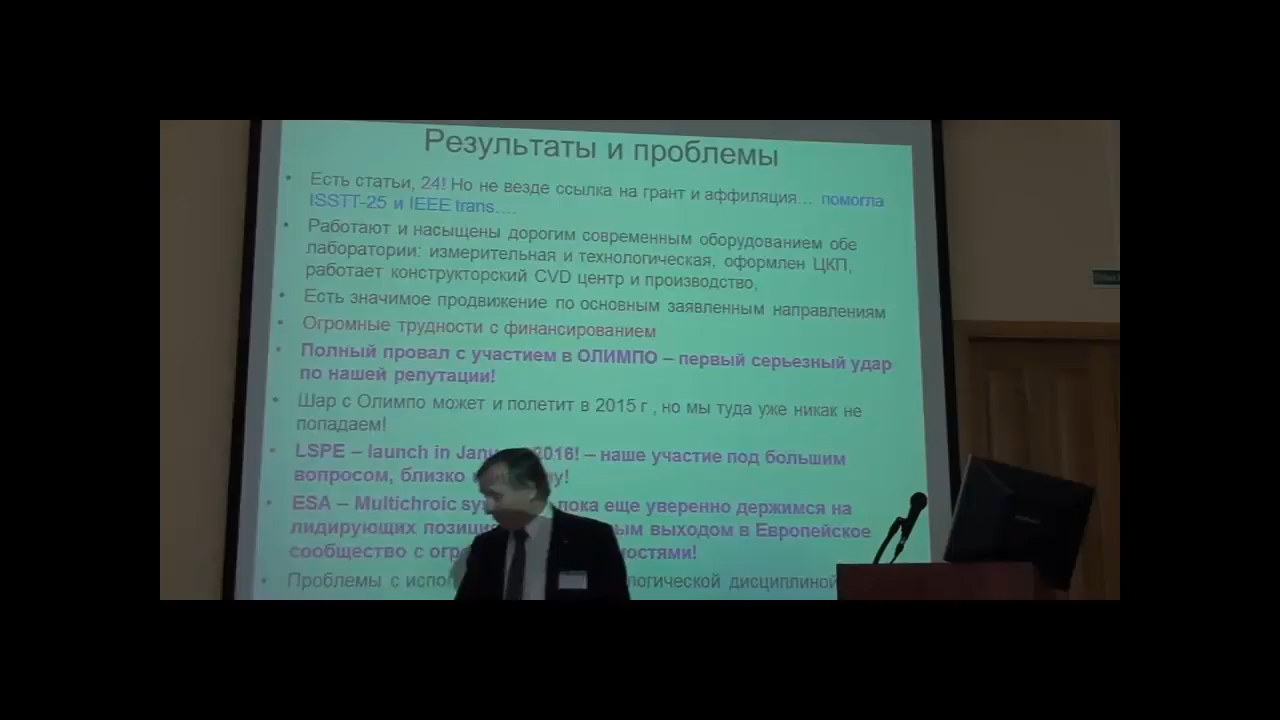 Результаты и проблемы
• Есть статьи, 24! Но не везде ссылка на грант и аффиляция… помогла
ISSTT-25 и IEEE trans….
• Работают и насыщены дорогим современным оборудованием обе
лаборатории: измерительная и технологическая, оформлен ЦКП,
работает конструкторский CVD центр и производство,
• Есть значимое продвижение по основным заявленным направлениям
• Огромные трудности с финансированием
• Полный провал с участием в ОЛИМПО – первый серьезный удар
по нашей репутации!
• Шар с Олимпо может и полетит в 2015 г , но мы туда уже никак не
попадаем!
• LSPE – launch in 2016! – наше участие под большим
вопросом, близко
• ESA – Multichroic пока еще уверенно держимся на
лидирующих выходом в Европейское
сообщество с
• Проблемы с дисциплиной